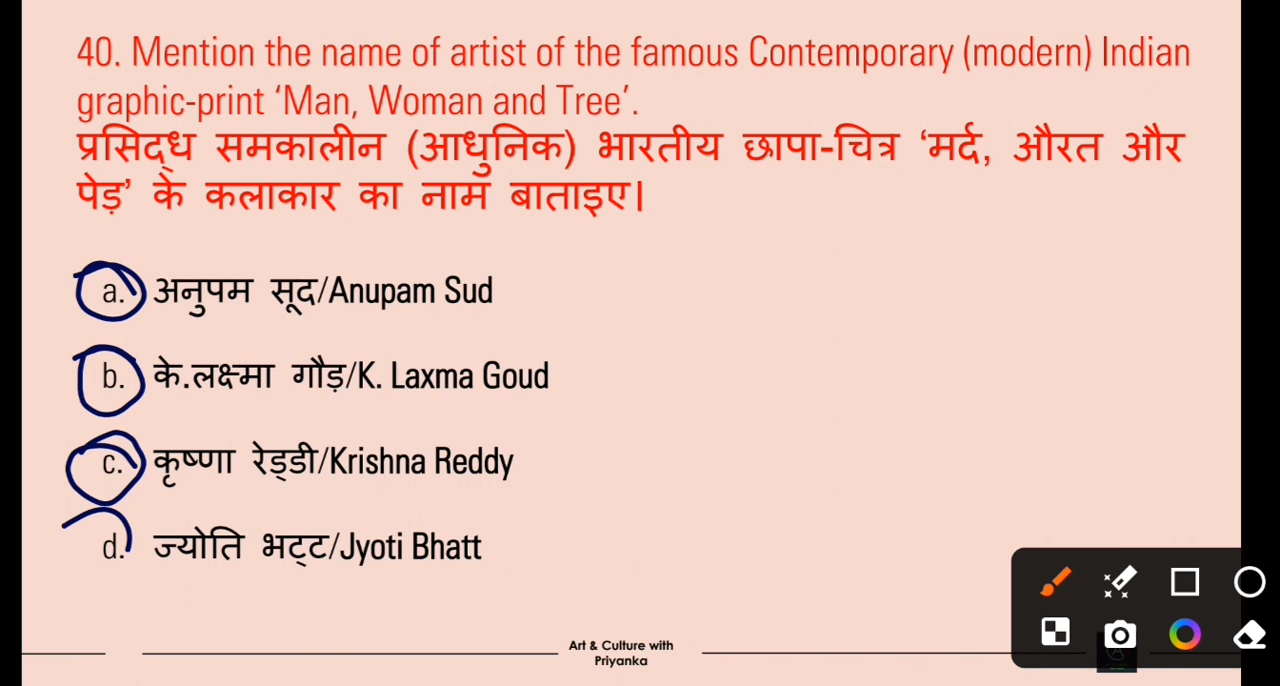 40. Mention the name of artist of the famous Contemporary (modern) Indian
graphic-print ‘Man, Woman and Tree’.
प्रसिद्ध समकालीन (आधुनिक) भारतीय छापा-चित्र ‘मर्द, औरत और
पेड़’ के कलाकार का नाम बाताइए।
a. अनुपम सूद/Anupam Sud
b. के.लक्ष्मा गौड़/K. Laxma Goud
c. कृष्णा रेड्डी/Krishna Reddy
d. ज्योति भट्ट/Jyoti Bhatt
Art & Culture with
Priyanka